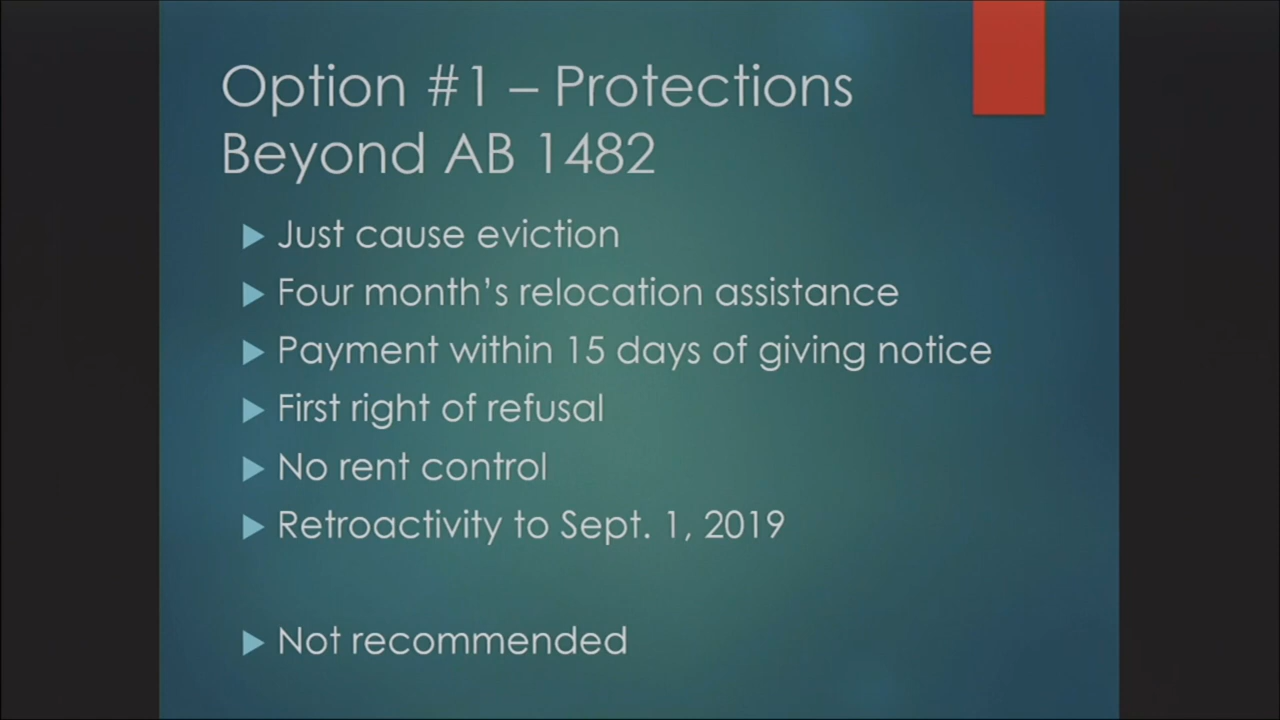 Option #1 – Protections
Beyond AB 1482
Just cause eviction
Four month’s relocation assistance
Payment within 15 days of giving notice
First right of refusal
No rent control
Retroactivity to Sept. 1, 2019
Not recommended